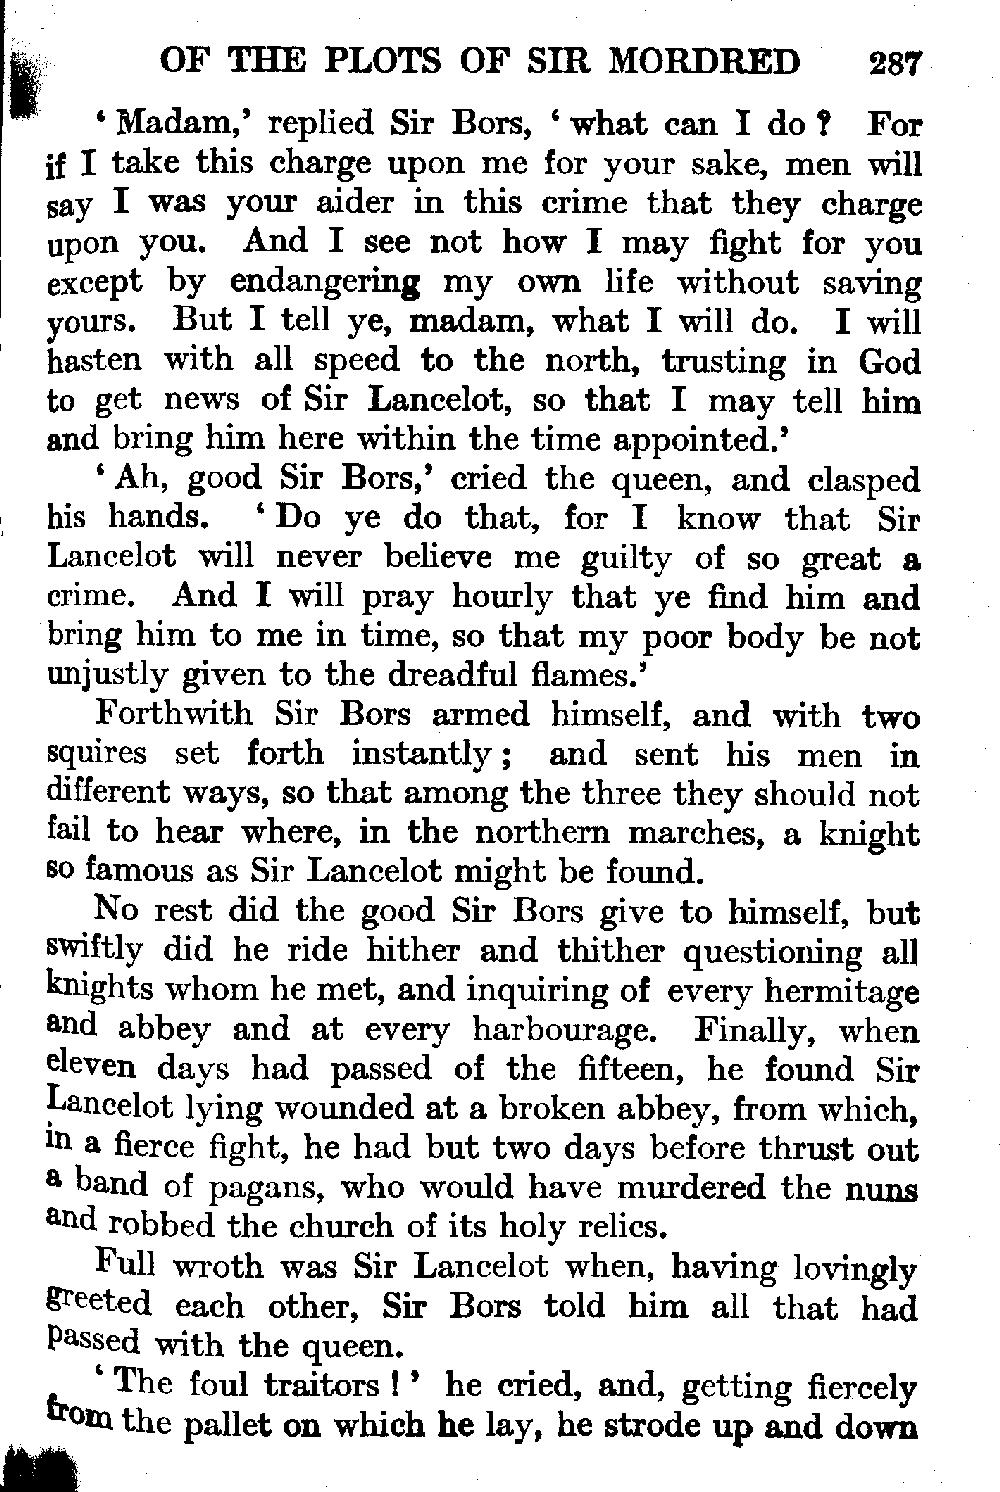 OF THE PLOTS OF SIR MORDRED 287
‘ Madam,’ replied Sir Bors, ‘ what can I do ? For
if I take this charge upon me for your sake, men will
say I was your aider in this crime that they charge
upon you. And I see not how I may fight for you
except by endangering my own life without saving
yours. But I tell ye, madam, what I will do. I will
hasten with all speed to the north, trusting in God
to get news of Sir Lancelot, so that I may tell him
and bring him here within the time appointed.’
‘ Ah, good Sir Bors,’ cried the queen, and clasped
his hands. ‘ Do ye do that, for I know that Sir
Lancelot will never believe me guilty of so great a
crime. And I will pray hourly that ye find him and
bring him to me in time, so that my poor body be not
unjustly given to the dreadful flames.’
Forthwith Sir Bors armed himself, and with two
squires set forth instantly ; and sent his men in
different ways, so that among the three they should not
fail to hear where, in the northern marches, a knight
so famous as Sir Lancelot might be found.
No rest did the good Sir Bors give to himself, but
swiftly did he ride hither and thither questioning all
knights whom he met, and inquiring of every hermitage
and abbey and at every harbourage. Finally, when
eleven days had passed of the fifteen, he found Sir
Lancelot lying wounded at a broken abbey, from which,
in a fierce fight, he had but two days before thrust out
a band of pagans, who would have murdered the nuns
and robbed the church of its holy relics.
Full wroth was Sir Lancelot when, having lovingly
greeted each other, Sir Bors told him all that had
passed with the queen.
‘ The foul traitors ! ’ he cried, and, getting fiercely
from the pallet on which he lay, he strode up and down